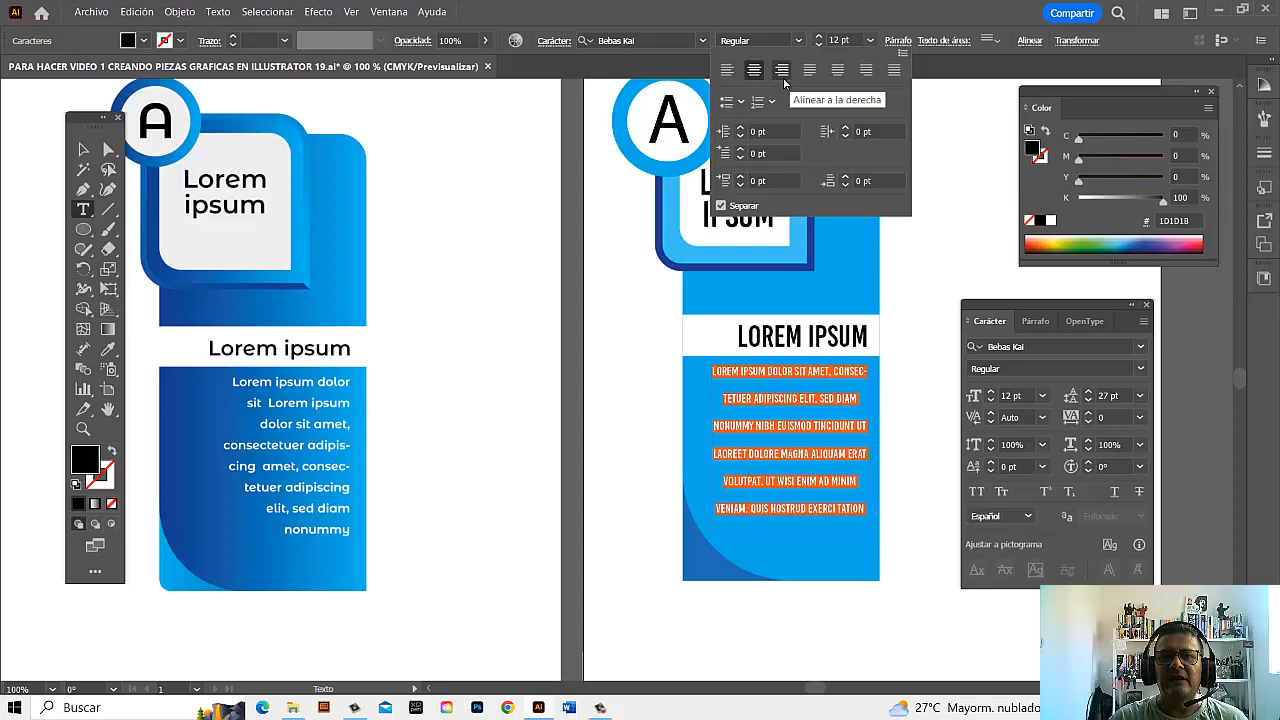 Ai
Archivo Edición Objeto Texto Seleccionar Efecto Ver Ventana Ayuda
Compartir
Caracteres
Trazo:
Opacidad: 100%
Carácter: Bebas Kai
Regular
12 pt
Párrafo
Texto de área:
Alinear
Transformar
PARA HACER VIDEO 1 CREANDO PIEZAS GRAFICAS EN ILLUSTRATOR 19.ai* @ 100 % (CMYK/Previsualizar)
Alinear a la derecha
0 pt
0 pt
0 pt
0 pt
0 pt
Separar
A
Lorem
ipsum
Lorem ipsum
Lorem ipsum dolor
sit Lorem ipsum
dolor sit amet,
consectetuer adipis-
cing amet, consec-
tetuer adipiscing
elit, sed diam
nonummy
A
IPSUM
LOREM IPSUM
LOREM IPSUM DOLOR SIT AMET, CONSEC-
TETUER ADIPISCING ELIT, SED DIAM
NONUMMY NIBH EUISMOD TINCIDUNT UT
LAOREET DOLORE MAGNA ALIQUAM ERAT
VOLUTPAT. UT WISI ENIM AD MINIM
VENIAM, QUIS NOSTRUD EXERCI TATION
Color
C 0 %
M 0 %
Y 0 %
K 100 %
# 1D1D1B
Carácter Párrafo OpenType
Bebas Kai
Regular
12 pt 27 pt
Auto 0
100% 100%
0 pt 0°
Español
Enfocado
Ajustar a pictograma
100% 0° 1 Texto
Buscar
27°C Mayorm. nublado